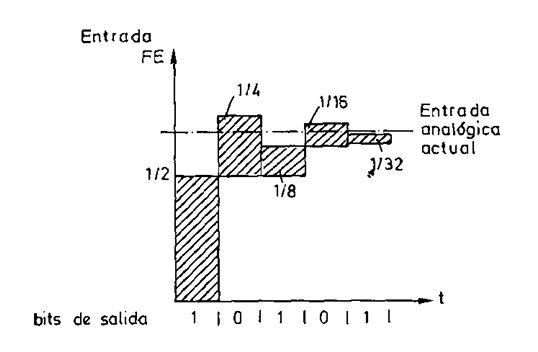 Entrada
FE
1/4
1/16
Entrada
analógica
actual
1/2
1/8
1/32
t
bits de salida 1 | 0 | 1 | 0 | 1 |